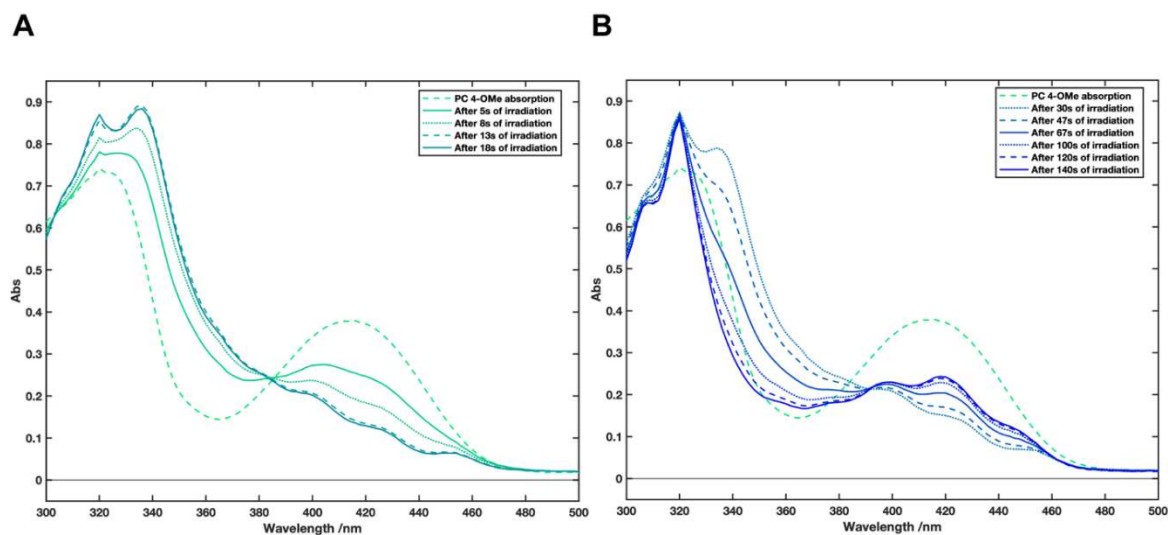 A
PC 4-OMe absorption
After 5s of irradiation
After 8s of irradiation
After 13s of irradiation
After 18s of irradiation
0.9
0.8
0.7
0.6
0.5
0.4
0.3
0.2
0.1
0
Abs
300 320 340 360 380 400 420 440 460 480 500
Wavelength /nm
B
PC 4-OMe absorption
After 30s of irradiation
After 47s of irradiation
After 67s of irradiation
After 100s of irradiation
After 120s of irradiation
After 140s of irradiation
0.9
0.8
0.7
0.6
0.5
0.4
0.3
0.2
0.1
0
Abs
300 320 340 360 380 400 420 440 460 480 500
Wavelength /nm